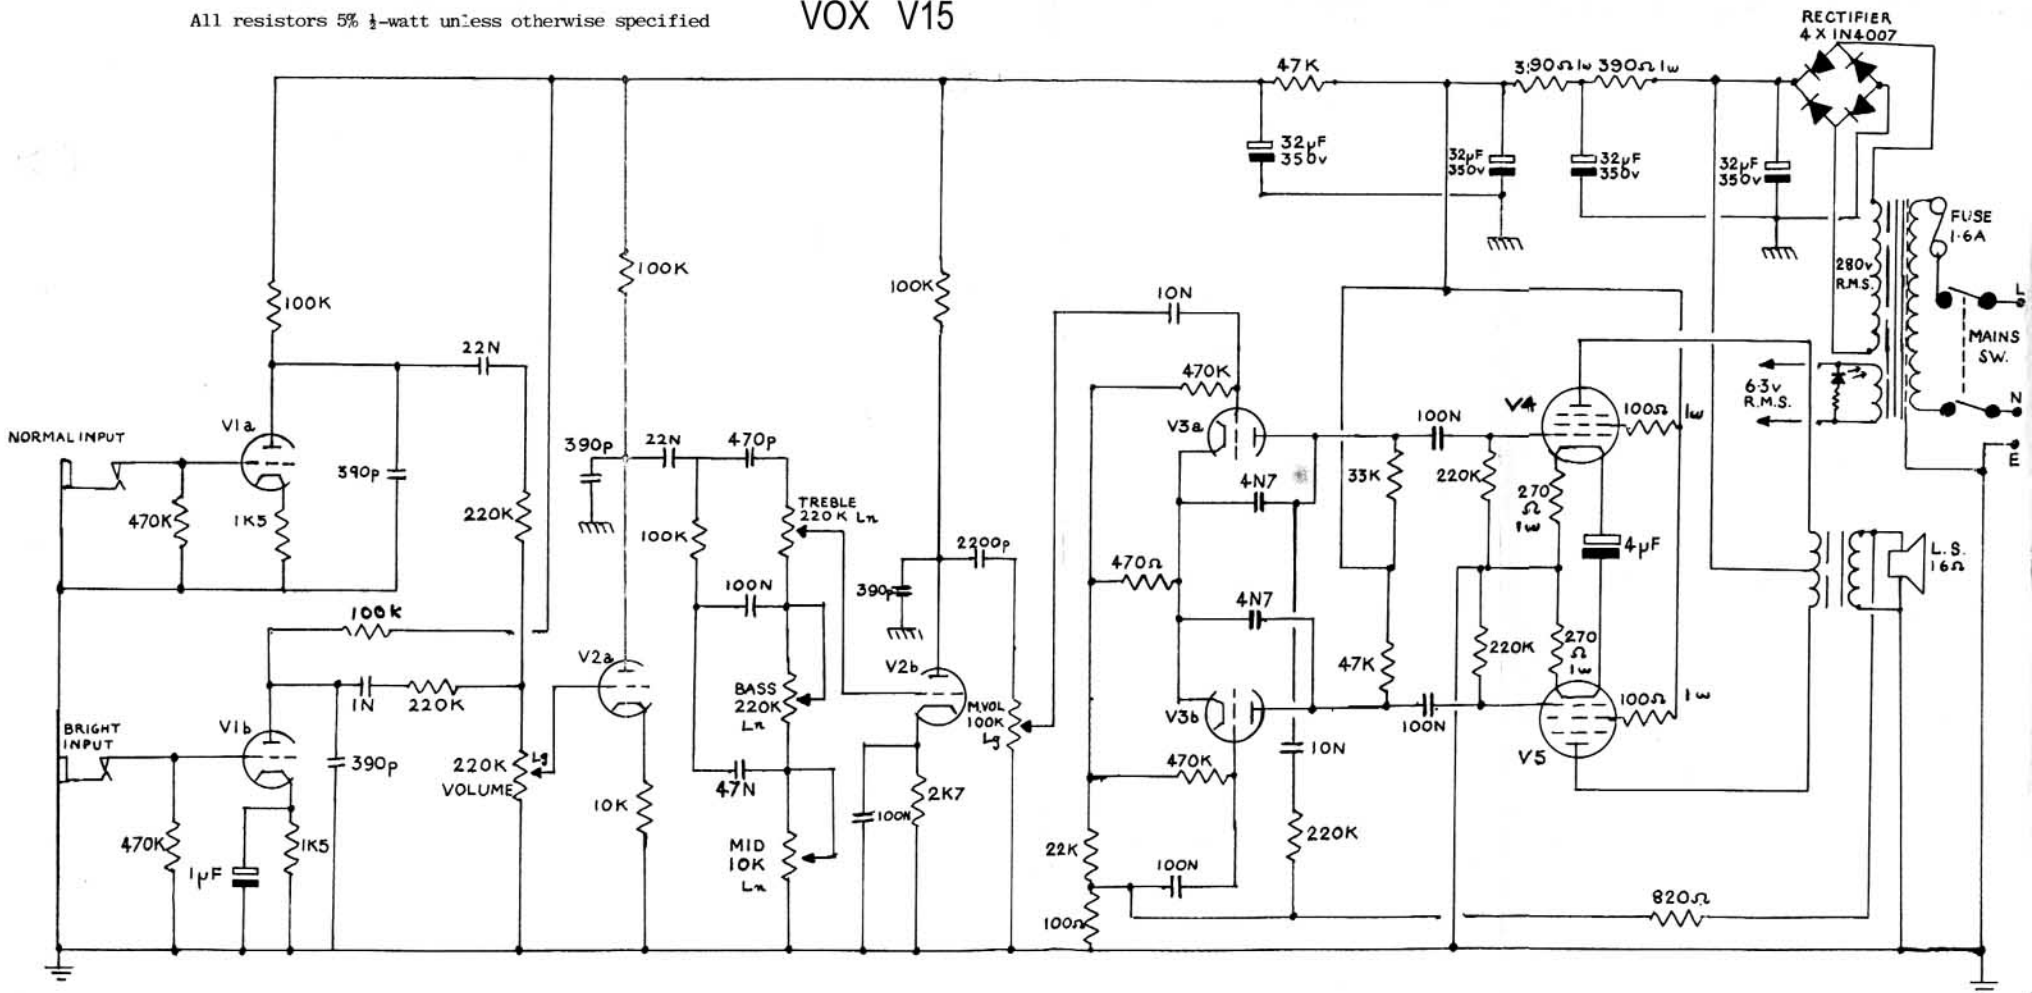 All resistors 5% ½-watt unless otherwise specified
VOX V15
RECTIFIER
4 X IN4007
47K
390Ω 1w
390Ω 1w
32µF
350v
32µF
350v
32µF
350v
32µF
350v
FUSE
1·6A
280v
R.M.S.
L
MAINS
SW.
N
E
6·3v
R.M.S.
100K
100K
100K
10N
22N
470K
V1a
NORMAL INPUT
390p
470K
1K5
220K
390p
22N
470p
TREBLE
220K Ln
100K
100N
2200p
390p
V3a
100N
V4
100Ω 1w
4N7
33K
220K
270
Ω
1w
4µF
L.S.
16Ω
470Ω
4N7
100K
V2a
V2b
BASS
220K
Ln
M.VOL
100K
Lg
47K
220K
270
Ω
1w
100Ω 1w
1N
220K
BRIGHT
INPUT
V1b
V3b
100N
V5
10N
390p
220K
VOLUME
Lg
470K
47N
10K
2K7
100N
470K
1µF
1K5
MID
10K
Ln
22K
220K
100N
100Ω
820Ω